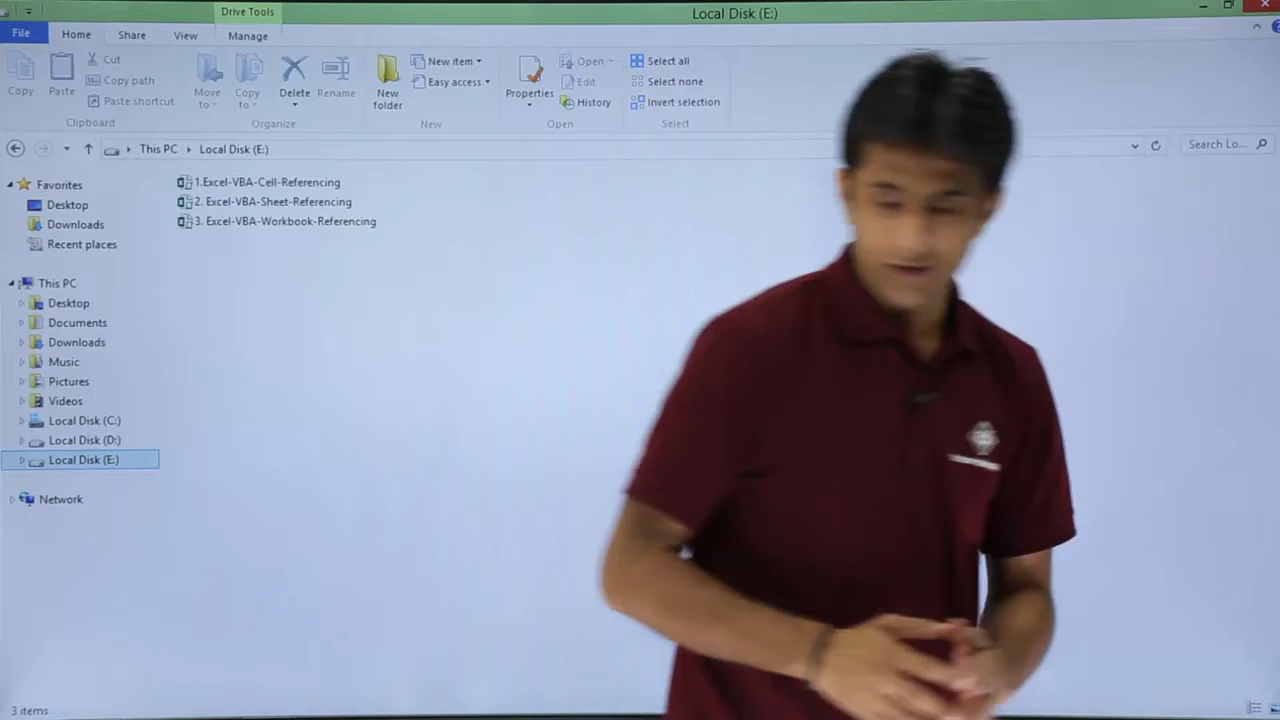 Drive Tools
Local Disk (E:)
File Home Share View Manage
Copy Paste Cut Copy path Paste shortcut
Clipboard
Move to Copy to Delete Rename
Organize
New folder New item Easy access
New
Properties Open Edit History
Open
Select all
Select none
Invert selection
Select
This PC Local Disk (E:)
Search Lo...
Favorites
Desktop
Downloads
Recent places
This PC
Desktop
Documents
Downloads
Music
Pictures
Videos
Local Disk (C:)
Local Disk (D:)
Local Disk (E:)
Network
1.Excel-VBA-Cell-Referencing
2. Excel-VBA-Sheet-Referencing
3. Excel-VBA-Workbook-Referencing
3 items